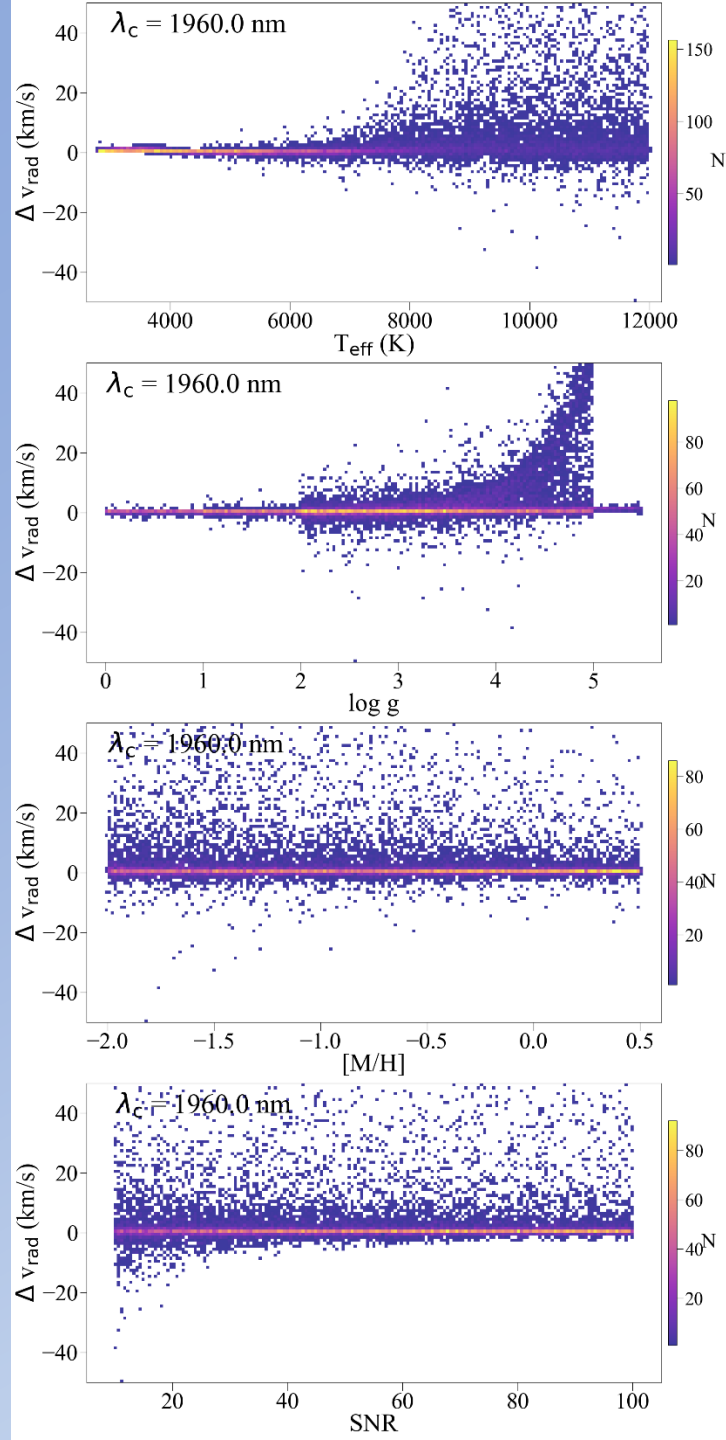 λc = 1960.0 nm
40
20
0
−20
−40
Δ vrad (km/s)
4000 6000 8000 10000 12000
Teff (K)
150
100
50
N
λc = 1960.0 nm
40
20
0
−20
−40
Δ vrad (km/s)
0 1 2 3 4 5
log g
80
60
40
20
N
λc = 1960.0 nm
40
20
0
−20
−40
Δ vrad (km/s)
−2.0 −1.5 −1.0 −0.5 0.0 0.5
[M/H]
80
60
40
20
N
λc = 1960.0 nm
40
20
0
−20
−40
Δ vrad (km/s)
20 40 60 80 100
SNR
80
60
40
20
N